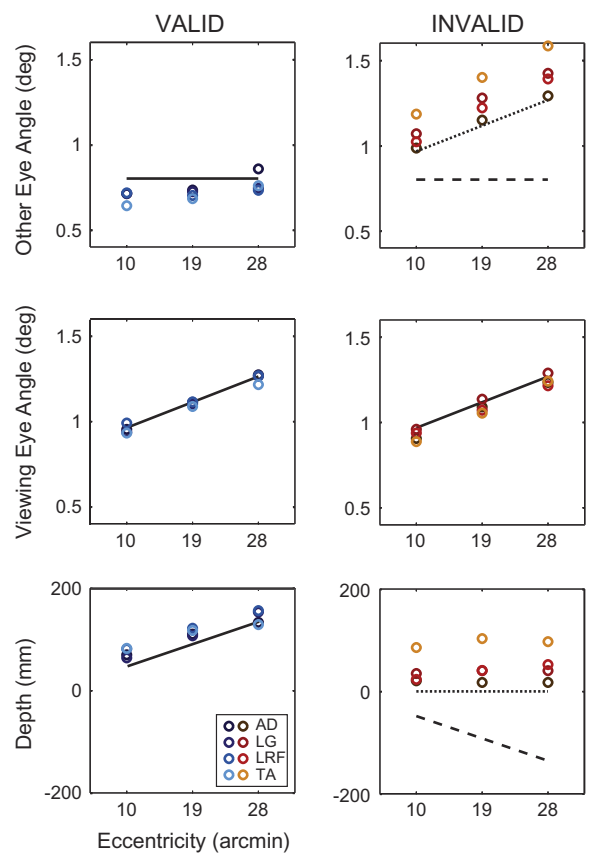 VALID
INVALID
Other Eye Angle (deg)
1.5
1
0.5
10 19 28
1.5
1
0.5
10 19 28
Viewing Eye Angle (deg)
1.5
1
0.5
10 19 28
1.5
1
0.5
10 19 28
Depth (mm)
200
0
-200
10 19 28
AD
LG
LRF
TA
Eccentricity (arcmin)
200
0
-200
10 19 28